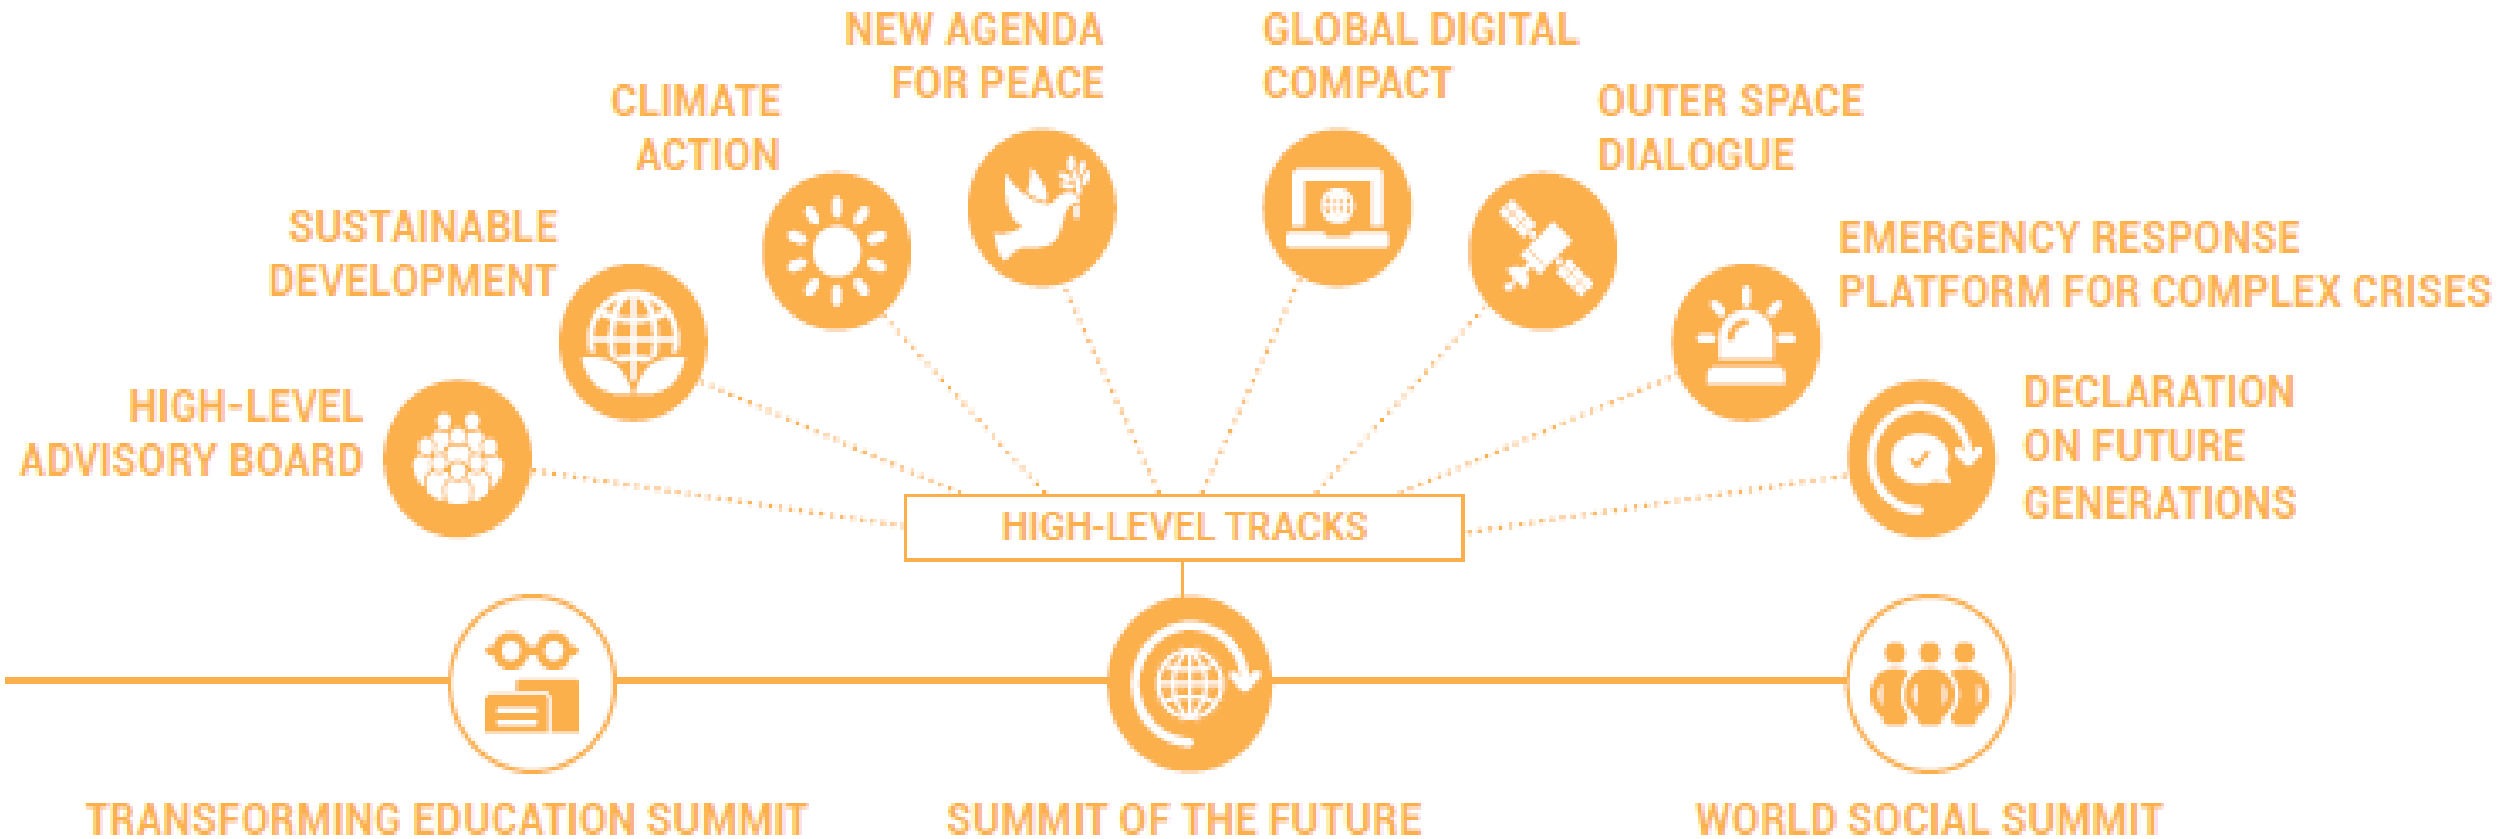 NEW AGENDA
FOR PEACE
GLOBAL DIGITAL
COMPACT
CLIMATE
ACTION
OUTER SPACE
DIALOGUE
SUSTAINABLE
DEVELOPMENT
EMERGENCY RESPONSE
PLATFORM FOR COMPLEX CRISES
HIGH-LEVEL
ADVISORY BOARD
DECLARATION
ON FUTURE
GENERATIONS
HIGH-LEVEL TRACKS
TRANSFORMING EDUCATION SUMMIT
SUMMIT OF THE FUTURE
WORLD SOCIAL SUMMIT